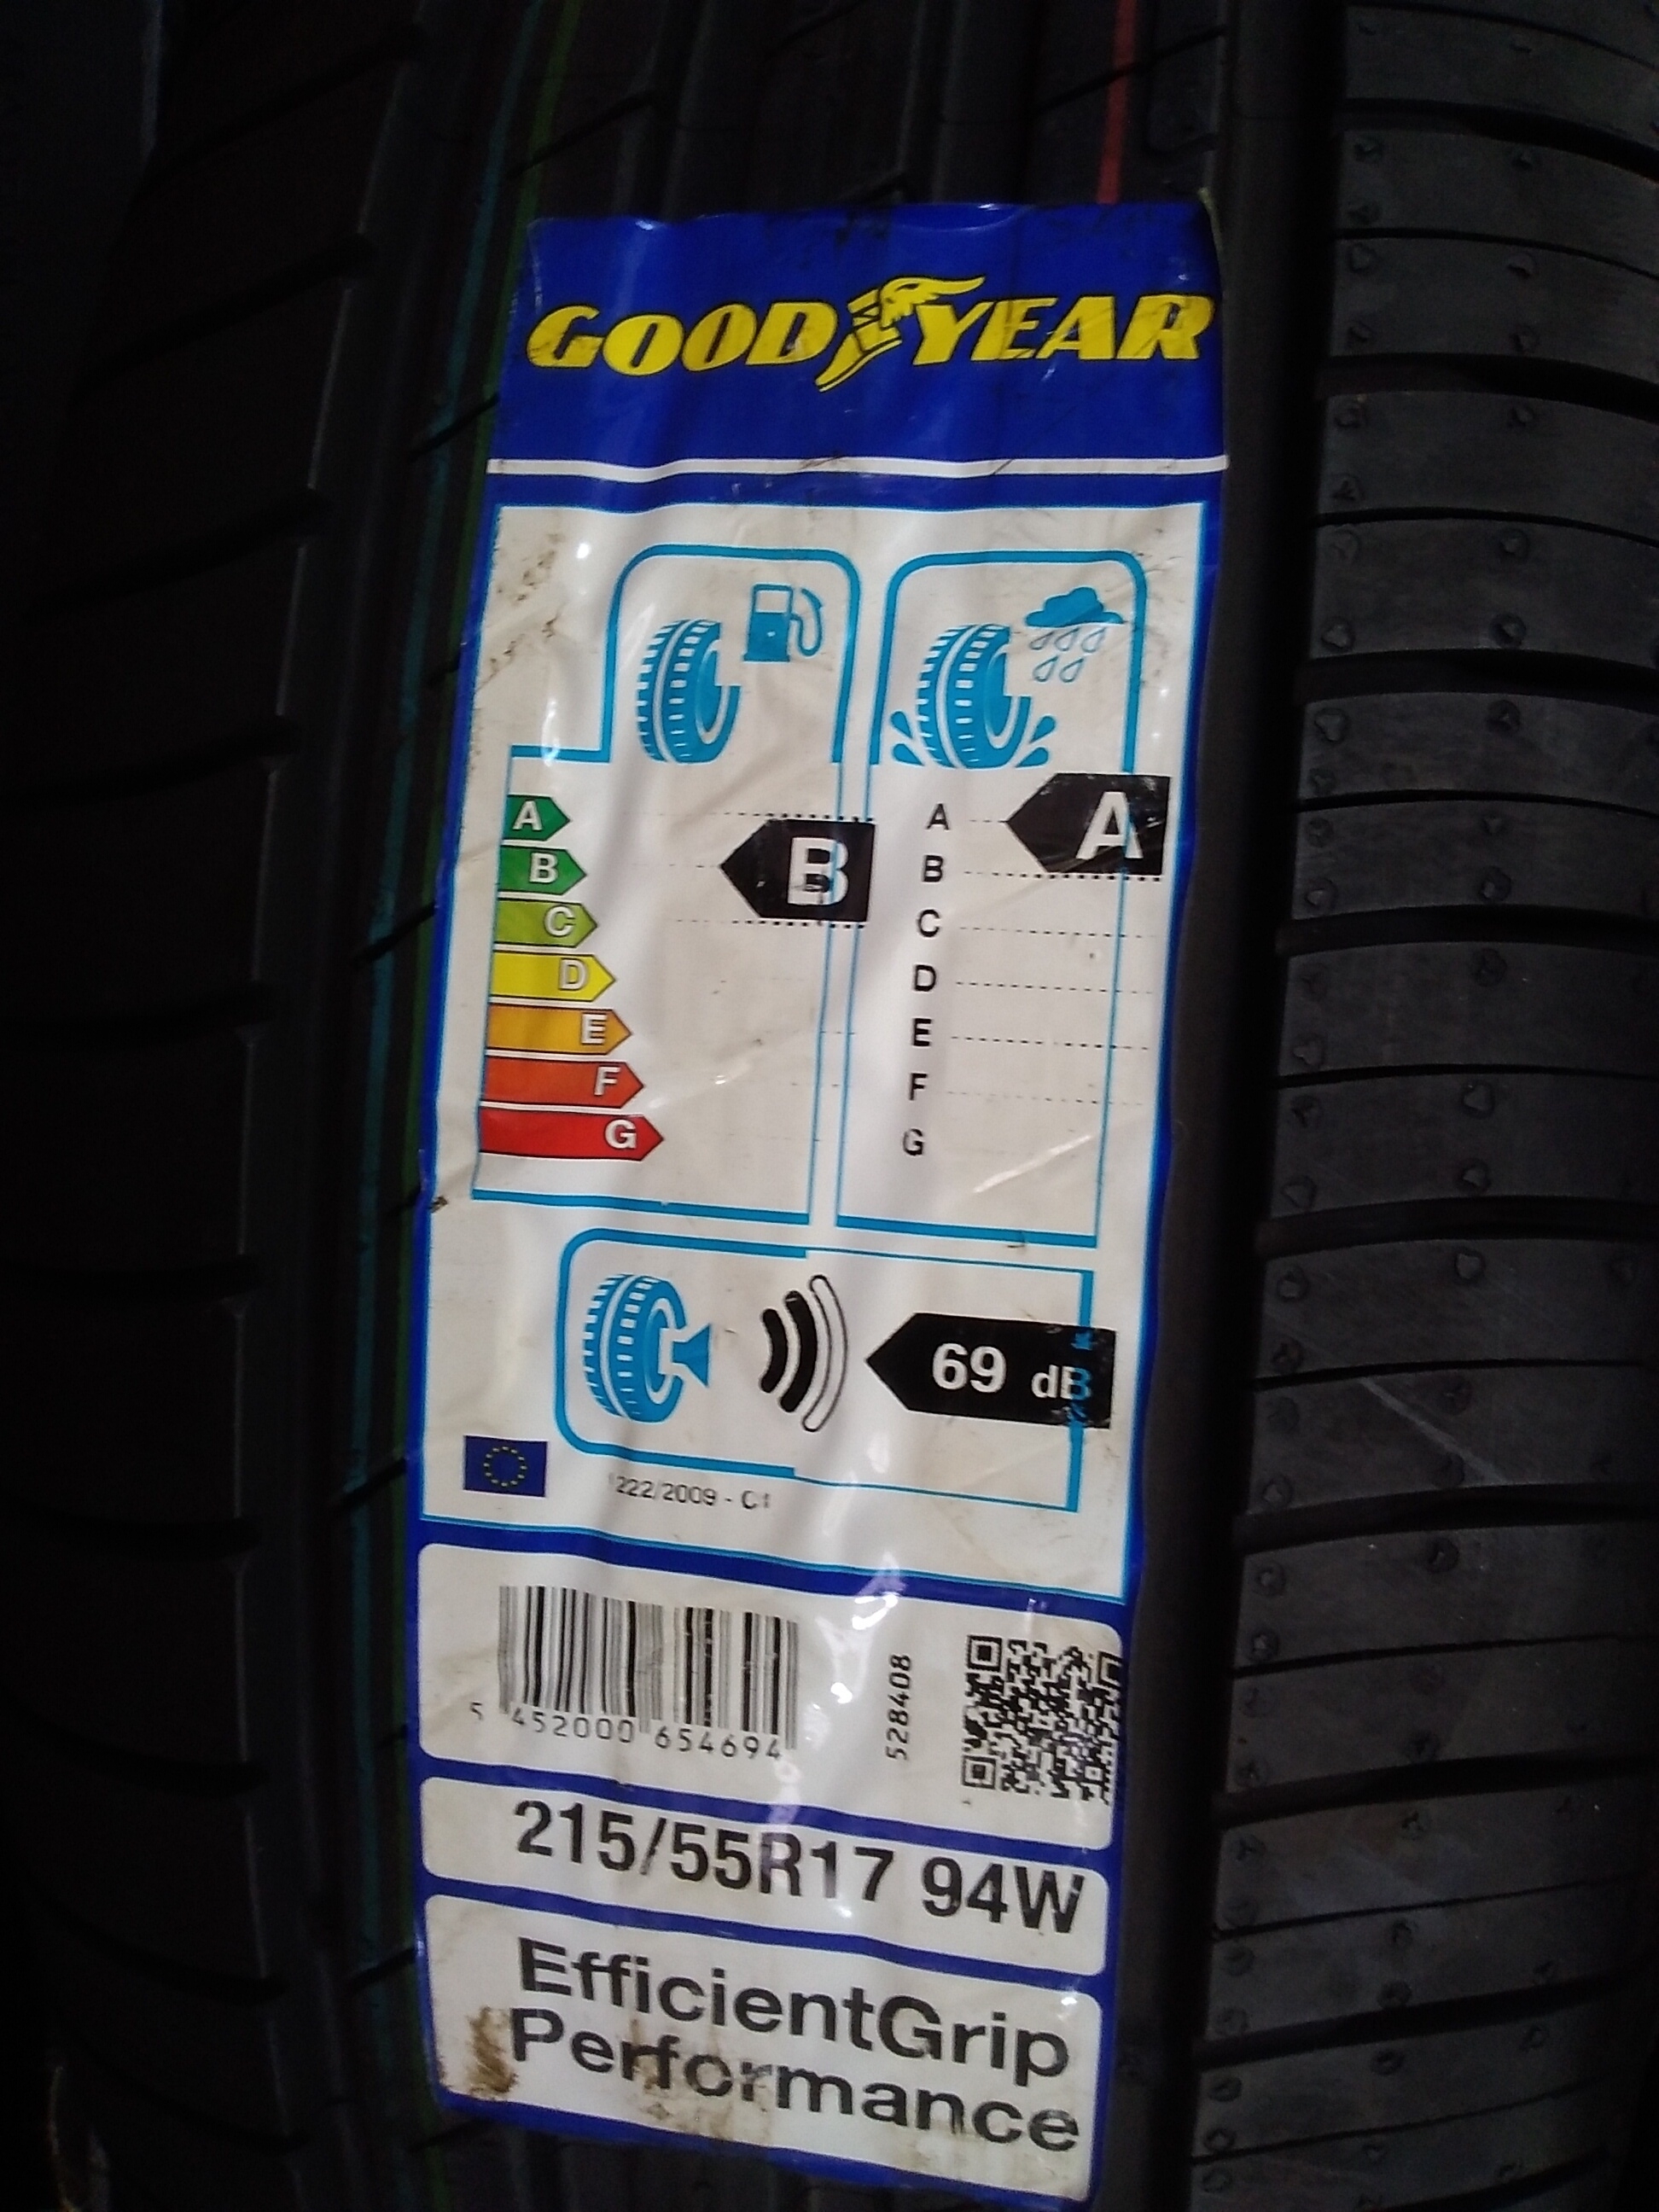 GOODYEAR
A
B
C
D
E
F
G
B
A
B
C
D
E
F
G
A
69 dB
1222/2009 - C1
5 452000 654694
528408
215/55R17 94W
EfficientGrip
Performance